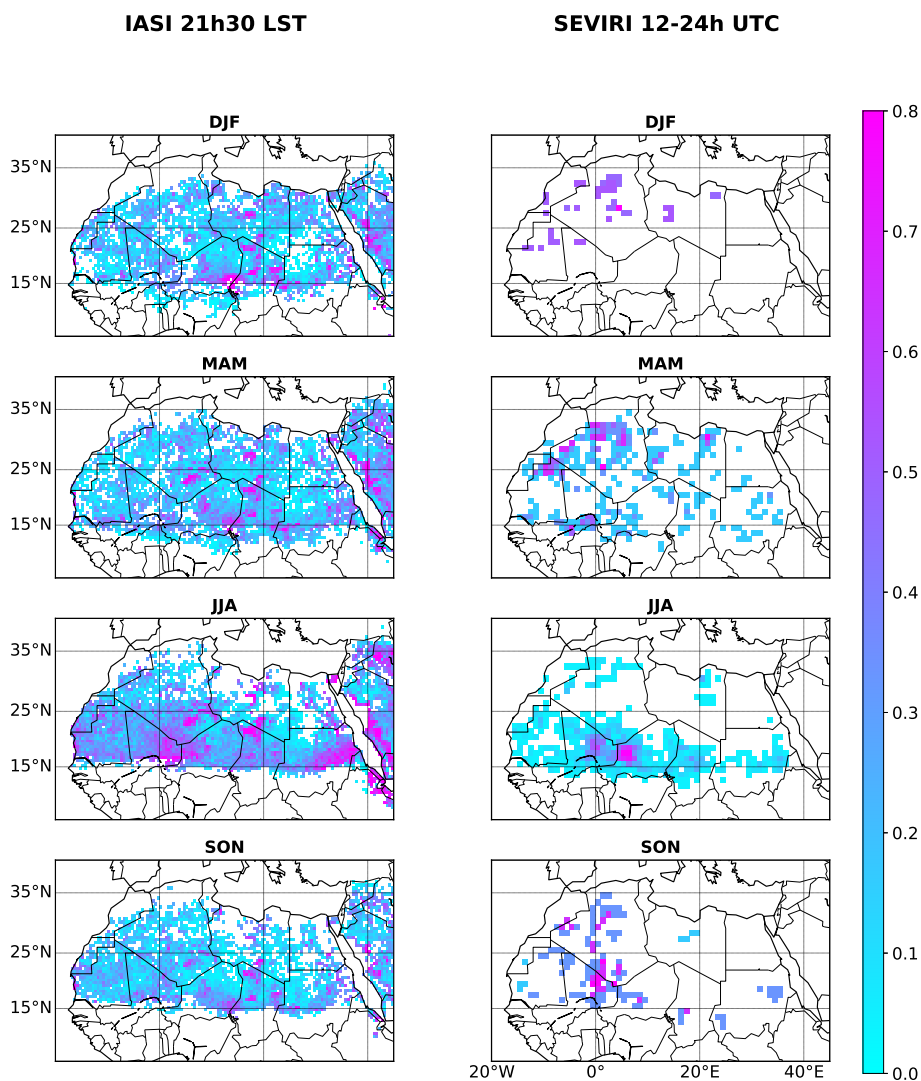 IASI 21h30 LST
SEVIRI 12-24h UTC
DJF
DJF
35°N
25°N
15°N
MAM
MAM
35°N
25°N
15°N
JJA
JJA
35°N
25°N
15°N
SON
SON
35°N
25°N
15°N
20°W
0°
20°E
40°E
0.8
0.7
0.6
0.5
0.4
0.3
0.2
0.1
0.0